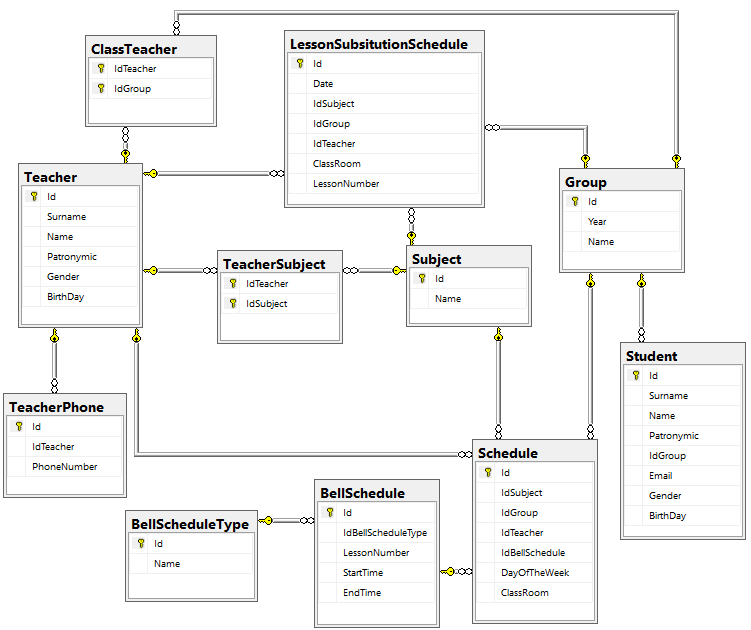 ClassTeacher
IdTeacher
IdGroup
LessonSubsitutionSchedule
Id
Date
IdSubject
IdGroup
IdTeacher
ClassRoom
LessonNumber
Teacher
Id
Surname
Name
Patronymic
Gender
BirthDay
Group
Id
Year
Name
TeacherSubject
IdTeacher
IdSubject
Subject
Id
Name
Student
Id
Surname
Name
Patronymic
IdGroup
Email
Gender
BirthDay
TeacherPhone
Id
IdTeacher
PhoneNumber
Schedule
Id
IdSubject
IdGroup
IdTeacher
IdBellSchedule
DayOfTheWeek
ClassRoom
BellSchedule
Id
IdBellScheduleType
LessonNumber
StartTime
EndTime
BellScheduleType
Id
Name